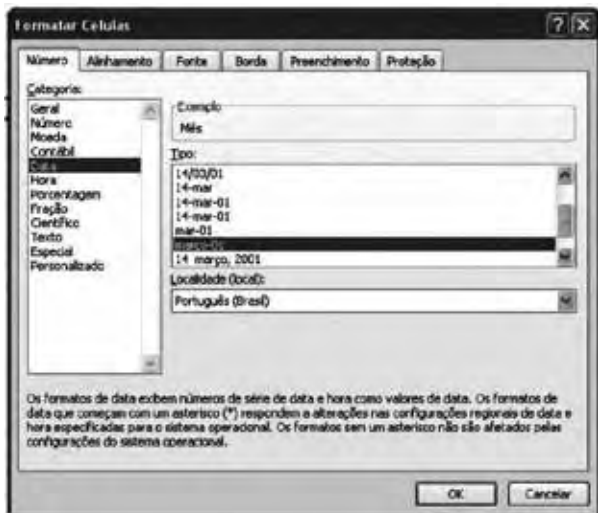 Formatar Células
Número Alinhamento Fonte Borda Preenchimento Proteção
Categoria:
Geral
Número
Moeda
Contábil
Data
Hora
Porcentagem
Fração
Científico
Texto
Especial
Personalizado
Exemplo
Mês
Tipo:
14/03/01
14-mar
14-mar-01
14-mar-01
mar-01
março-01
14 março, 2001
Localidade (local):
Português (Brasil)
Os formatos de data exibem números de série de data e hora como valores de data. Os formatos de
data que começam com um asterisco (*) respondem a alterações nas configurações regionais de data e
hora especificadas para o sistema operacional. Os formatos sem um asterisco não são afetados pelas
configurações do sistema operacional.
OK Cancelar